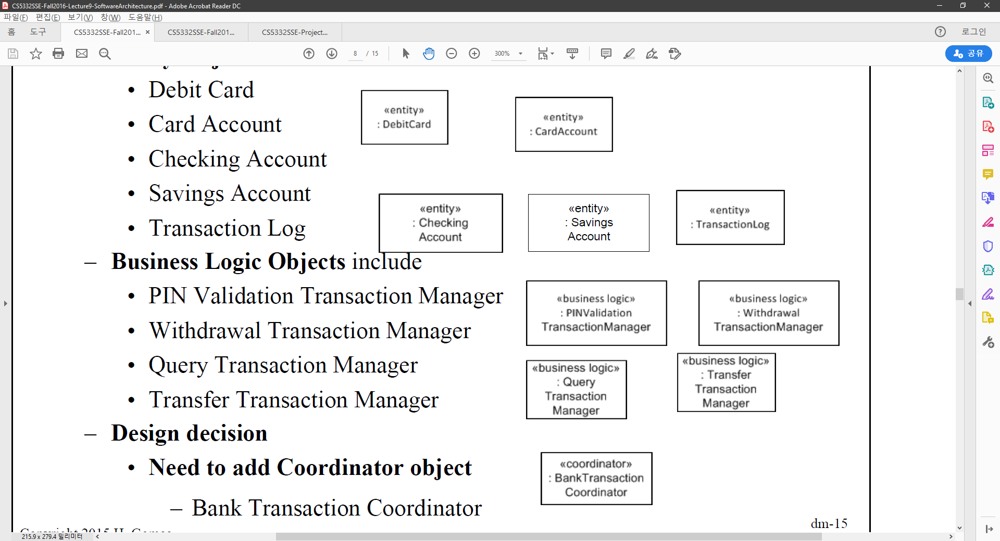 CS5332SSE-Fall2016-Lecture9-SoftwareArchitecture.pdf - Adobe Acrobat Reader DC
파일(F) 편집(E) 보기(V) 창(W) 도움말(H)
홈 도구 CS5332SSE-Fall201... × CS5332SSE-Fall201... CS5332SSE-Project... 로그인
8 / 15 300% 공유
• Debit Card
• Card Account
• Checking Account
• Savings Account
• Transaction Log
«entity»
: DebitCard
«entity»
: CardAccount
«entity»
: Checking
Account
«entity»
: Savings
Account
«entity»
: TransactionLog
– Business Logic Objects include
• PIN Validation Transaction Manager
• Withdrawal Transaction Manager
• Query Transaction Manager
• Transfer Transaction Manager
«business logic»
: PINValidation
TransactionManager
«business logic»
: Withdrawal
TransactionManager
«business logic»
: Query
Transaction
Manager
«business logic»
: Transfer
Transaction
Manager
– Design decision
• Need to add Coordinator object
– Bank Transaction Coordinator
«coordinator»
: BankTransaction
Coordinator
dm-15
215.9 x 279.4 밀리미터